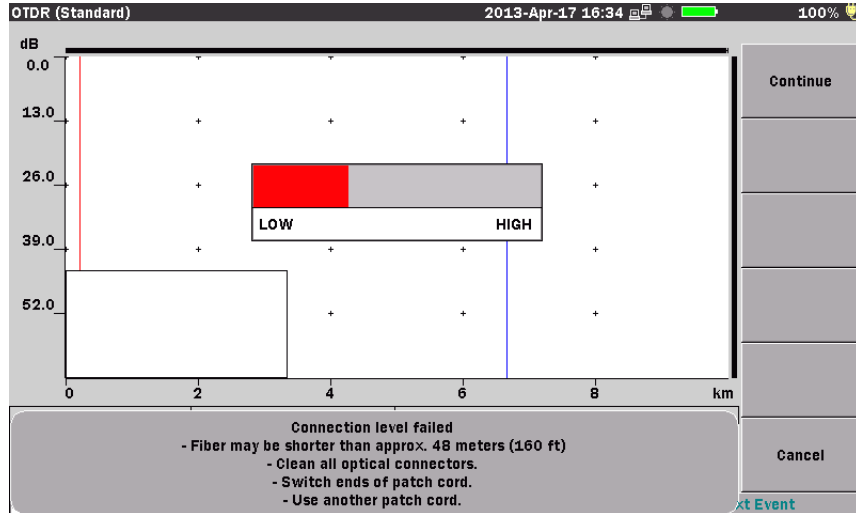 OTDR (Standard) 2013-Apr-17 16:34 100%
dB
0.0
13.0
26.0
39.0
52.0
LOW HIGH
0 2 4 6 8 km
Connection level failed
- Fiber may be shorter than approx. 48 meters (160 ft)
- Clean all optical connectors.
- Switch ends of patch cord.
- Use another patch cord.
Continue
Cancel
xt Event